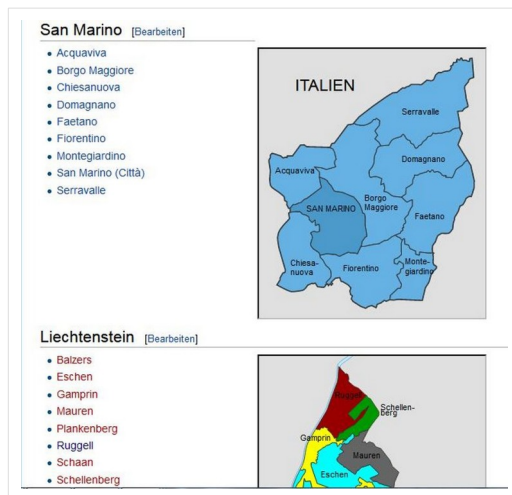 San Marino [Bearbeiten]
Acquaviva
Borgo Maggiore
Chiesanuova
Domagnano
Faetano
Fiorentino
Montegiardino
San Marino (Città)
Serravalle
ITALIEN
Serravalle
Domagnano
Acquaviva
Borgo
Maggiore
SAN MARINO
Faetano
Chiesa-
nuova
Fiorentino
Monte-
giardino
Liechtenstein [Bearbeiten]
Balzers
Eschen
Gamprin
Mauren
Plankenberg
Ruggell
Schaan
Schellenberg
Ruggell
Schellen-
berg
Gamprin
Mauren
Eschen